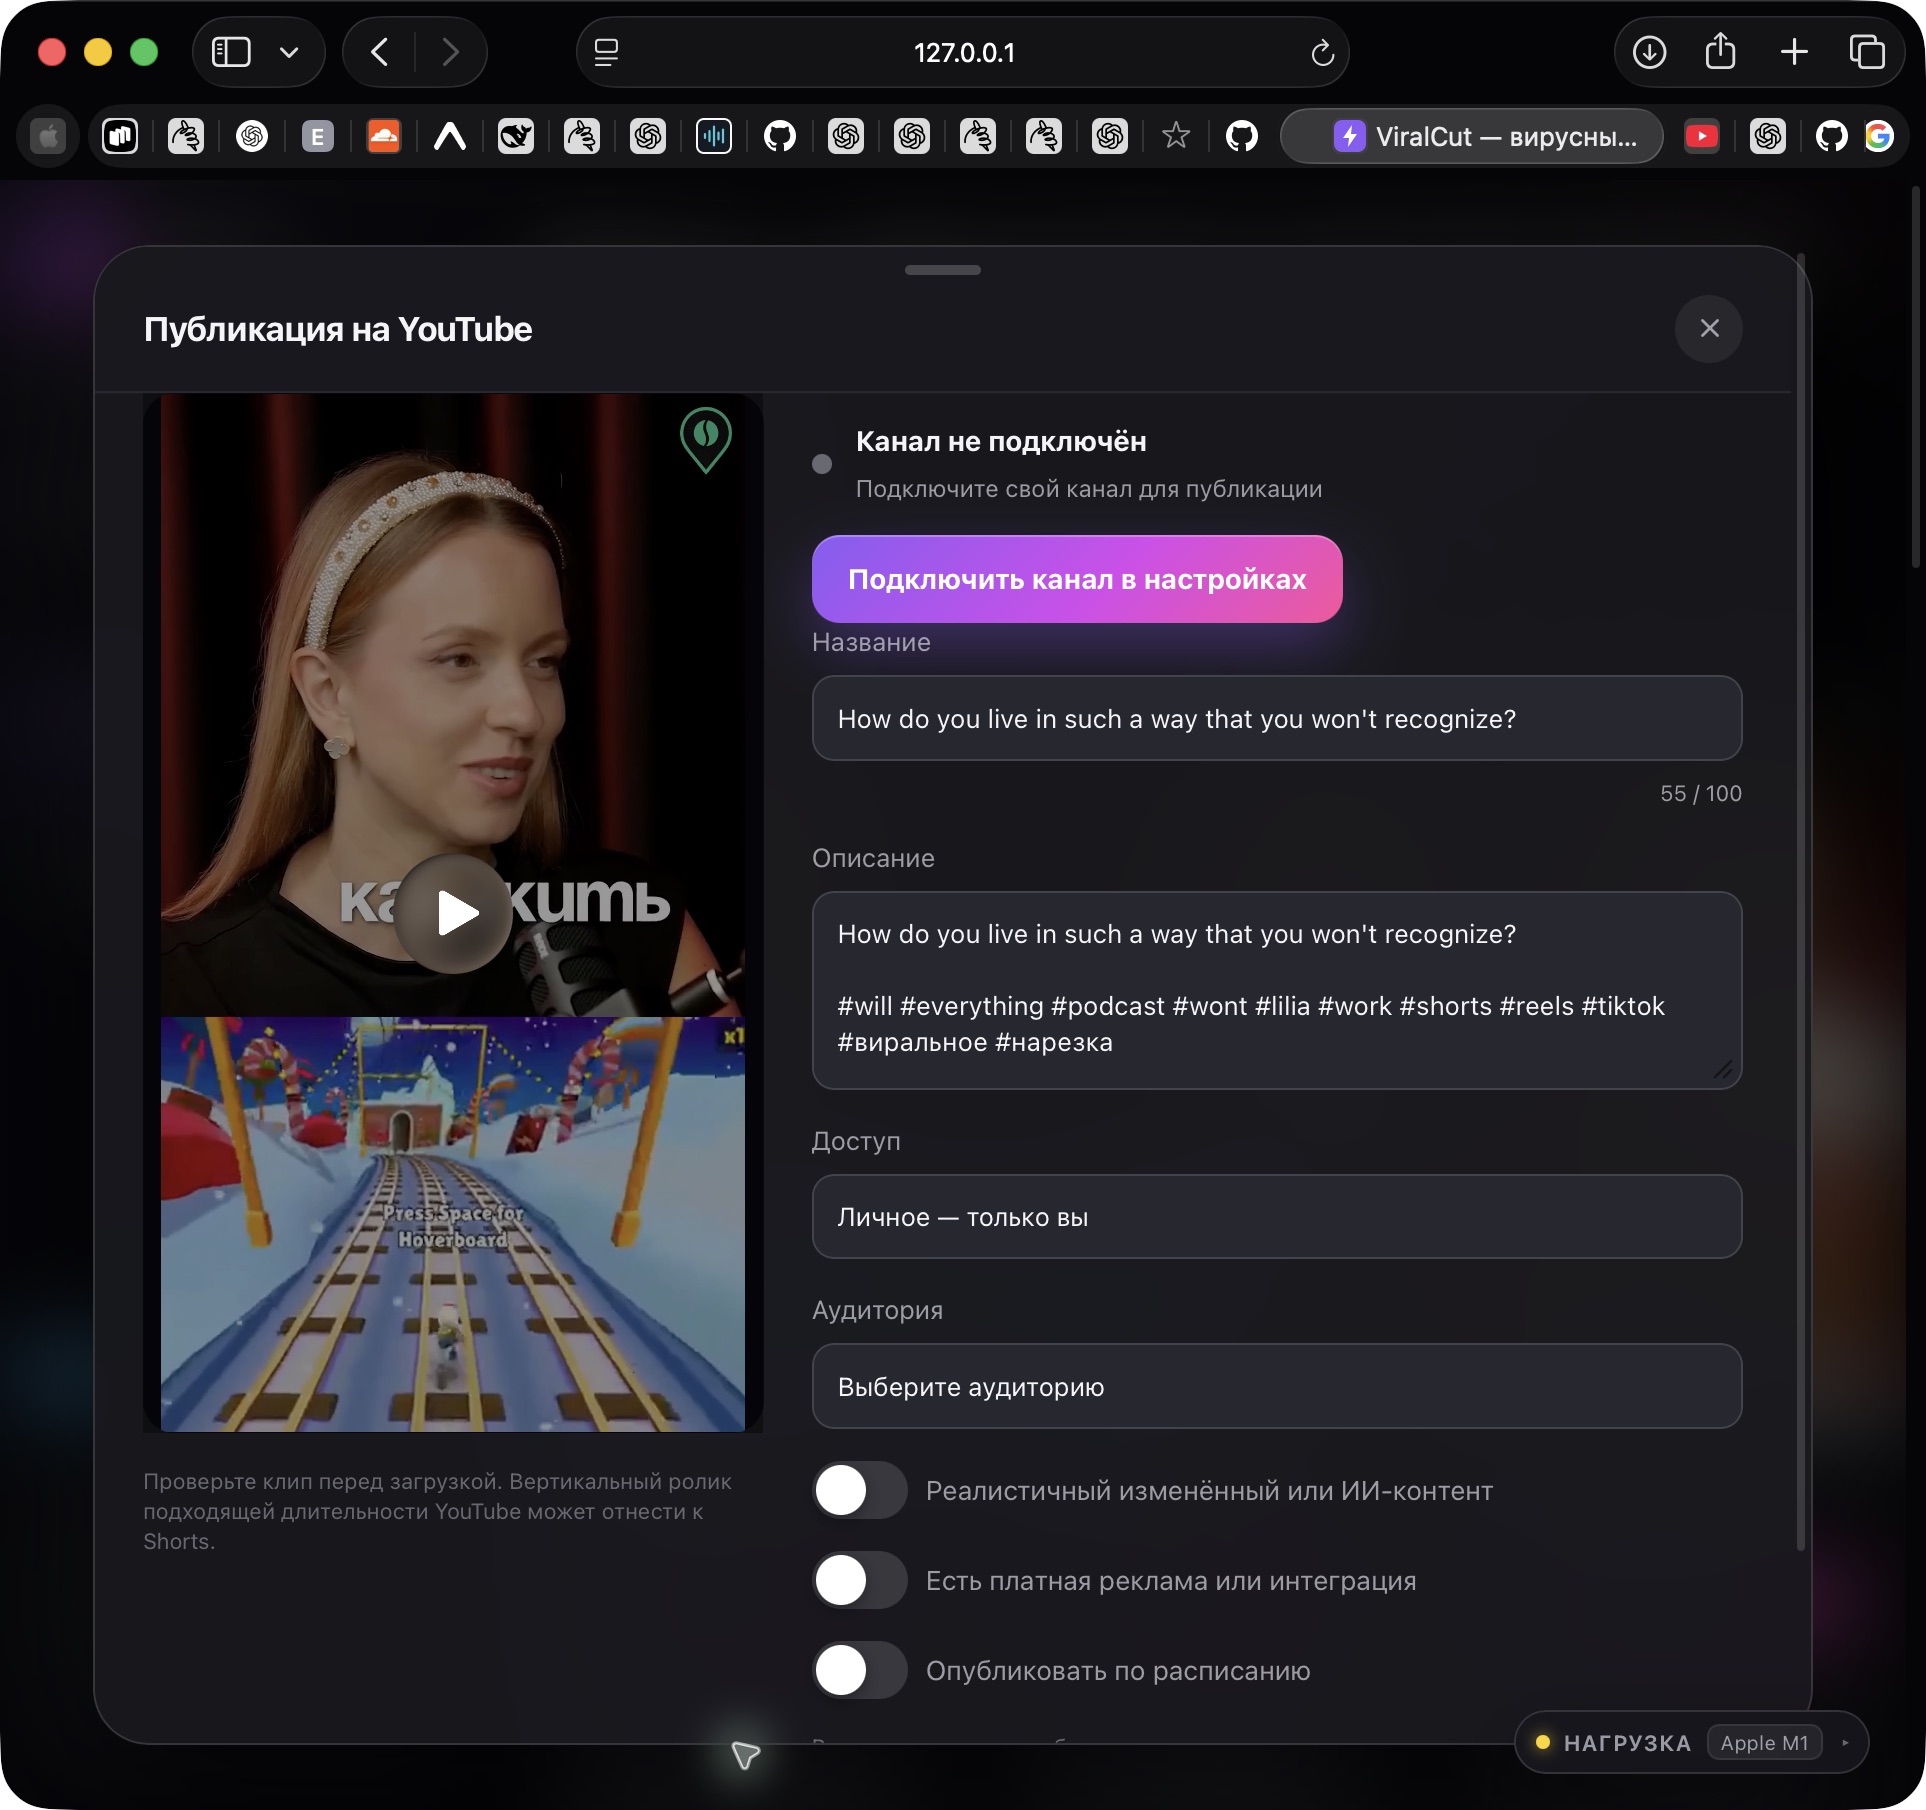 127.0.0.1
E
ViralCut — вирусны...
Публикация на YouTube
Канал не подключён
Подключите свой канал для публикации
Подключить канал в настройках
Название
How do you live in such a way that you won't recognize?
55 / 100
Описание
How do you live in such a way that you won't recognize?
#will #everything #podcast #wont #lilia #work #shorts #reels #tiktok
#виральное #нарезка
x1
Press Space for
Hoverboard
Доступ
Личное — только вы
Аудитория
Выберите аудиторию
Проверьте клип перед загрузкой. Вертикальный ролик
подходящей длительности YouTube может отнести к
Shorts.
Реалистичный изменённый или ИИ-контент
Есть платная реклама или интеграция
Опубликовать по расписанию
НАГРУЗКА Apple M1